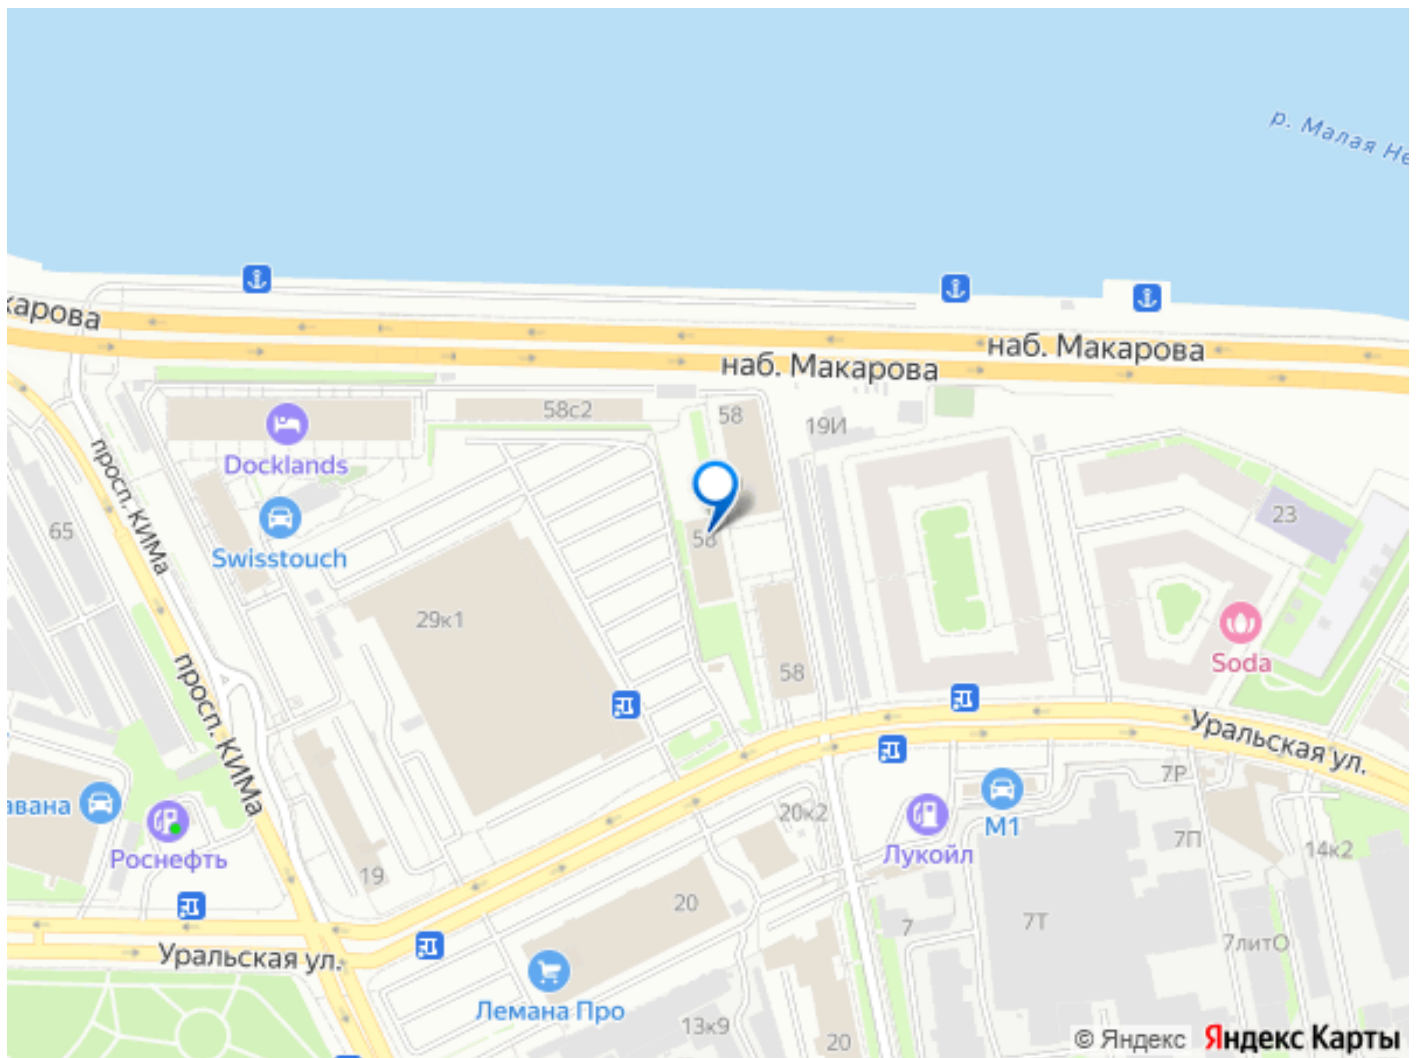 р. Малая Не
карова
наб. Макарова
наб. Макарова
58с2
58
19И
Docklands
просп. КИМа
23
65
Swisstouch
58
29к1
Soda
просп. КИМа
58
Уральская ул.
7Р
авана
20к2
М1
Роснефть
Лукойл
7П
14к2
19
20
7
7Т
7литО
Уральская ул.
Лемана Про
13к9
20
© Яндекс Яндекс Карты